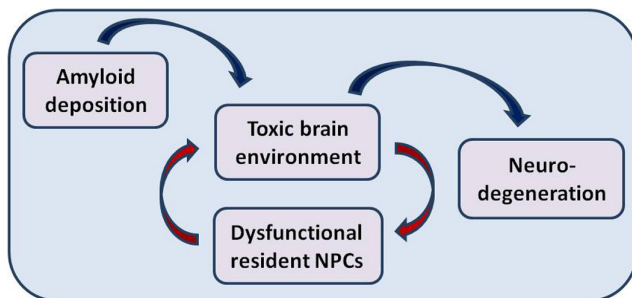 Amyloid
deposition
Toxic brain
environment
Neuro-
degeneration
Dysfunctional
resident NPCs